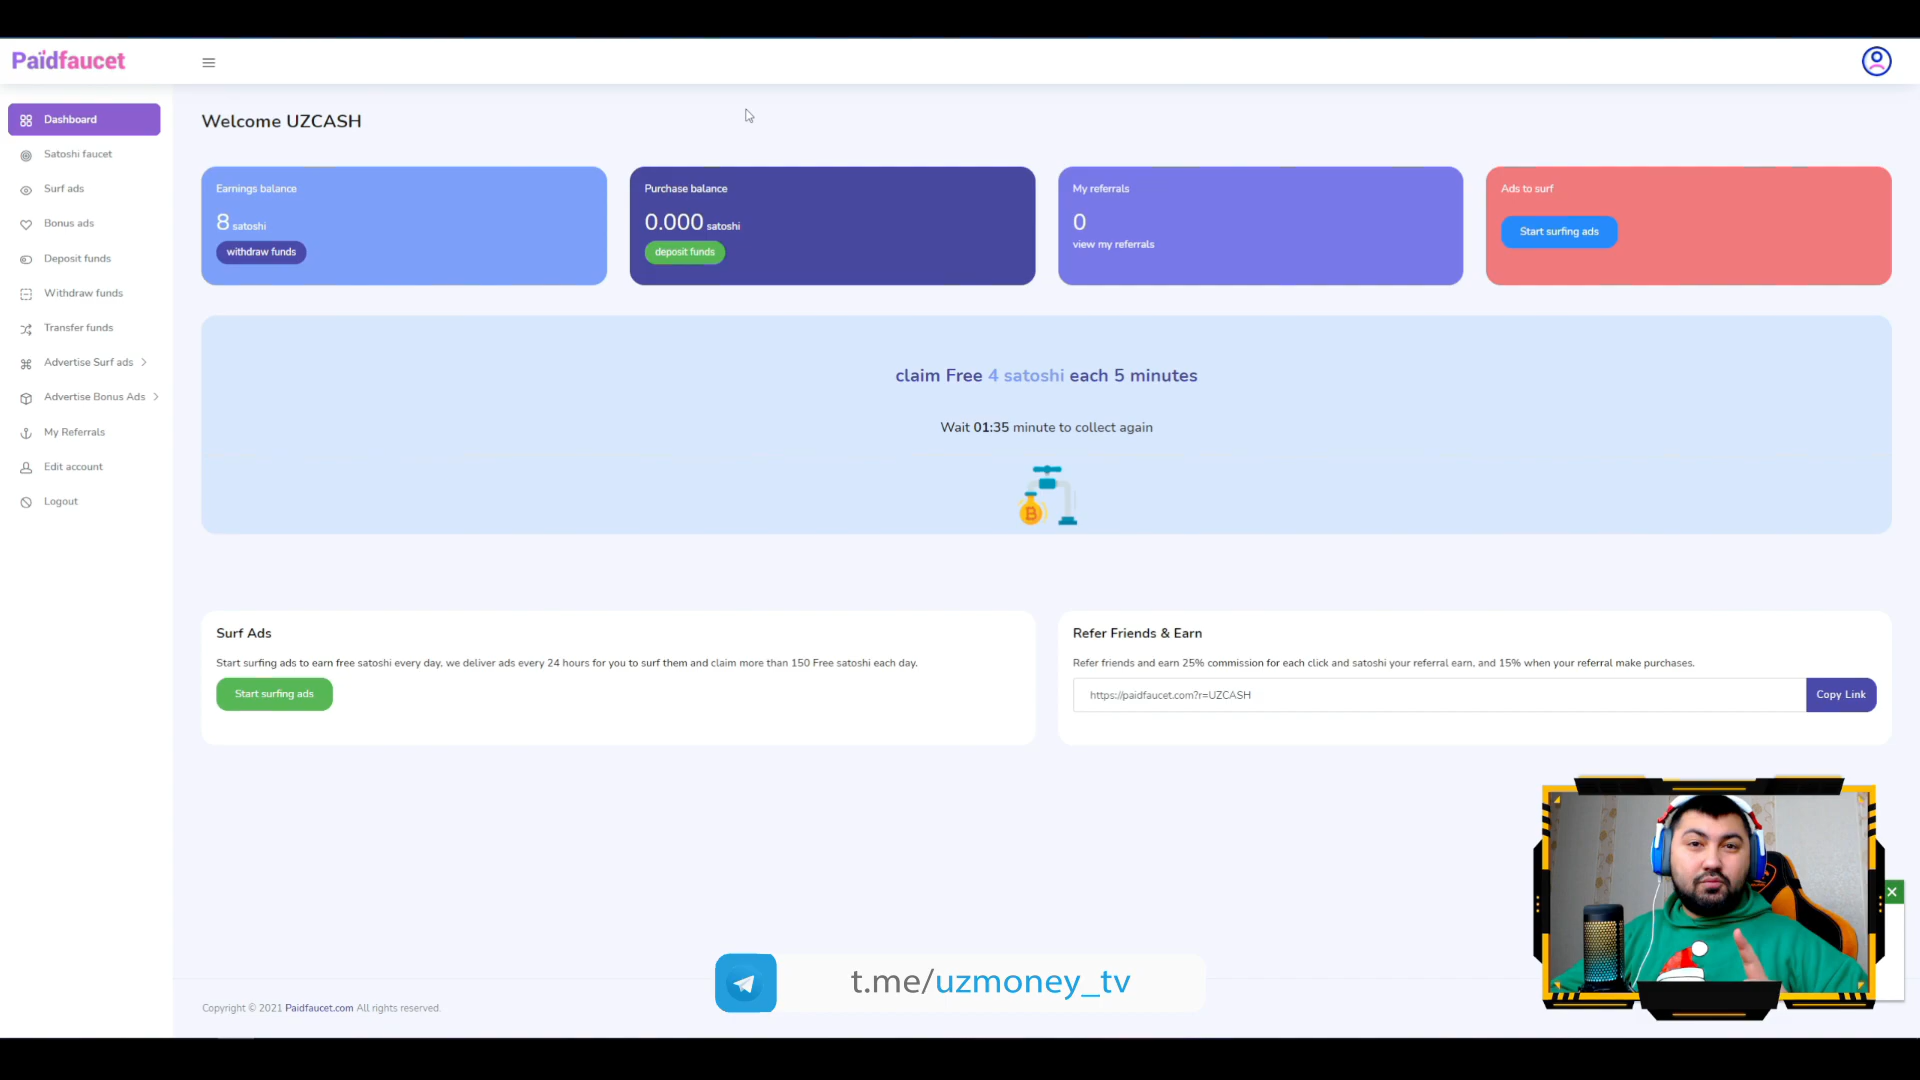 Paidfaucet
Dashboard
Satoshi faucet
Surf ads
Bonus ads
Deposit funds
Withdraw funds
Transfer funds
Advertise Surf ads
Advertise Bonus Ads
My Referrals
Edit account
Logout
Welcome UZCASH
Earnings balance
8 satoshi
withdraw funds
Purchase balance
0.000 satoshi
deposit funds
My referrals
0
view my referrals
Ads to surf
Start surfing ads
claim Free 4 satoshi each 5 minutes
Wait 01:35 minute to collect again
Surf Ads
Start surfing ads to earn free satoshi every day, we deliver ads every 24 hours for you to surf them and claim more than 150 Free satoshi each day.
Start surfing ads
Refer Friends & Earn
Refer friends and earn 25% commission for each click and satoshi your referral earn, and 15% when your referral make purchases.
https://paidfaucet.com?r=UZCASH
Copy Link
t.me/uzmoney_tv
Copyright © 2021 Paidfaucet.com All rights reserved.